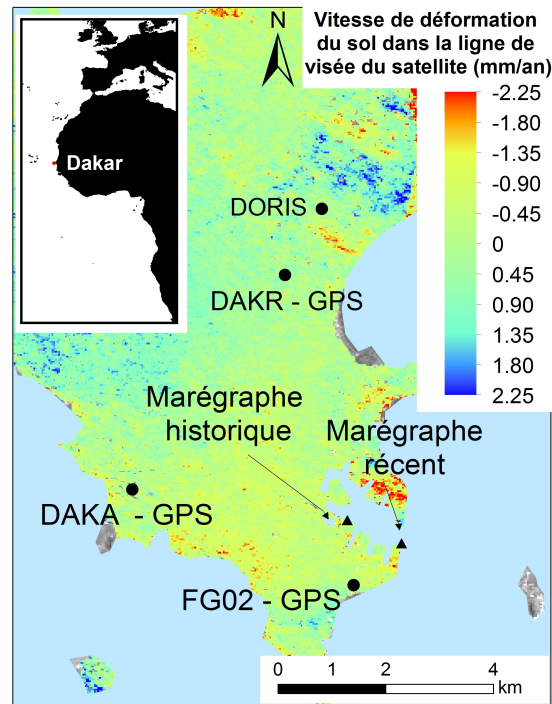 Vitesse de déformation
du sol dans la ligne de
visée du satellite (mm/an)
N
Dakar
-2.25
-1.80
-1.35
-0.90
-0.45
0
0.45
0.90
1.35
1.80
2.25
DORIS
DAKR - GPS
Marégraphe
historique
Marégraphe
récent
DAKA - GPS
FG02 - GPS
0 2 4
km